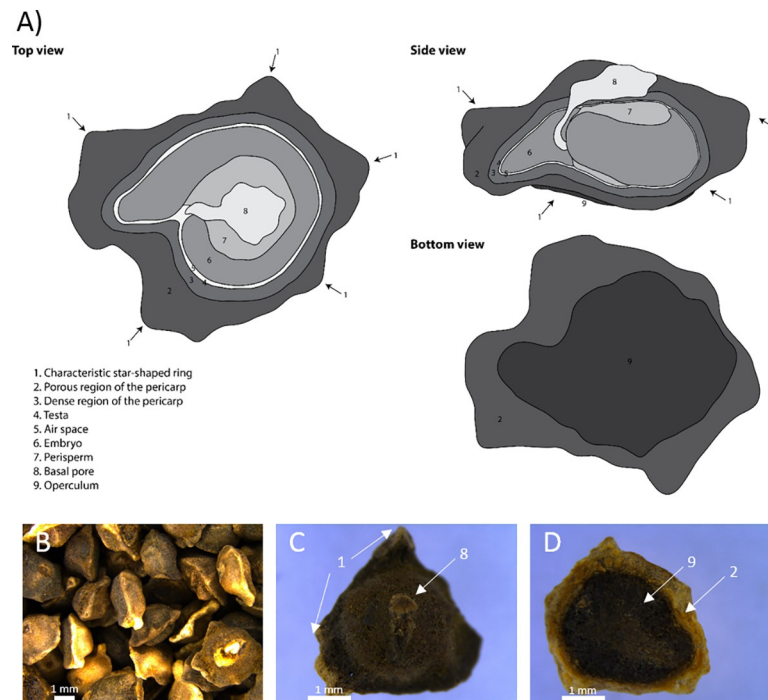 A)
Top view
Side view
1
1
1
1
1
8
7
6
5
3
4
2
1
1
1
1
8
7
6
4
3
5
2
9
Bottom view
9
2
1. Characteristic star-shaped ring
2. Porous region of the pericarp
3. Dense region of the pericarp
4. Testa
5. Air space
6. Embryo
7. Perisperm
8. Basal pore
9. Operculum
B
1 mm
C
1
8
1 mm
D
9
2
1 mm